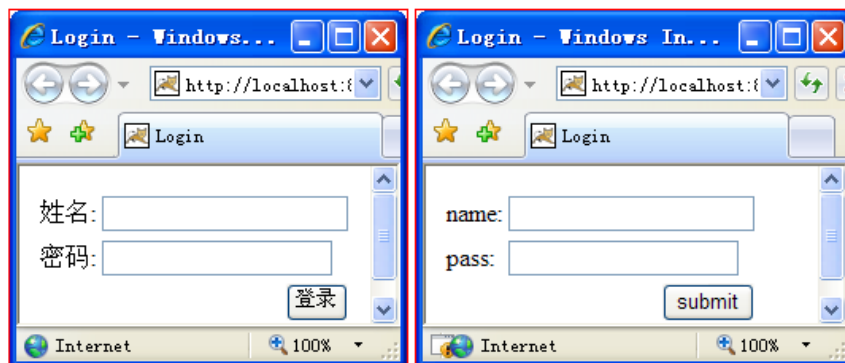 Login - Windows...
http://localhost:8
Login
姓名:
密码:
登录
Internet
100%
Login - Windows In...
http://localhost:8
Login
name:
pass:
submit
Internet
100%